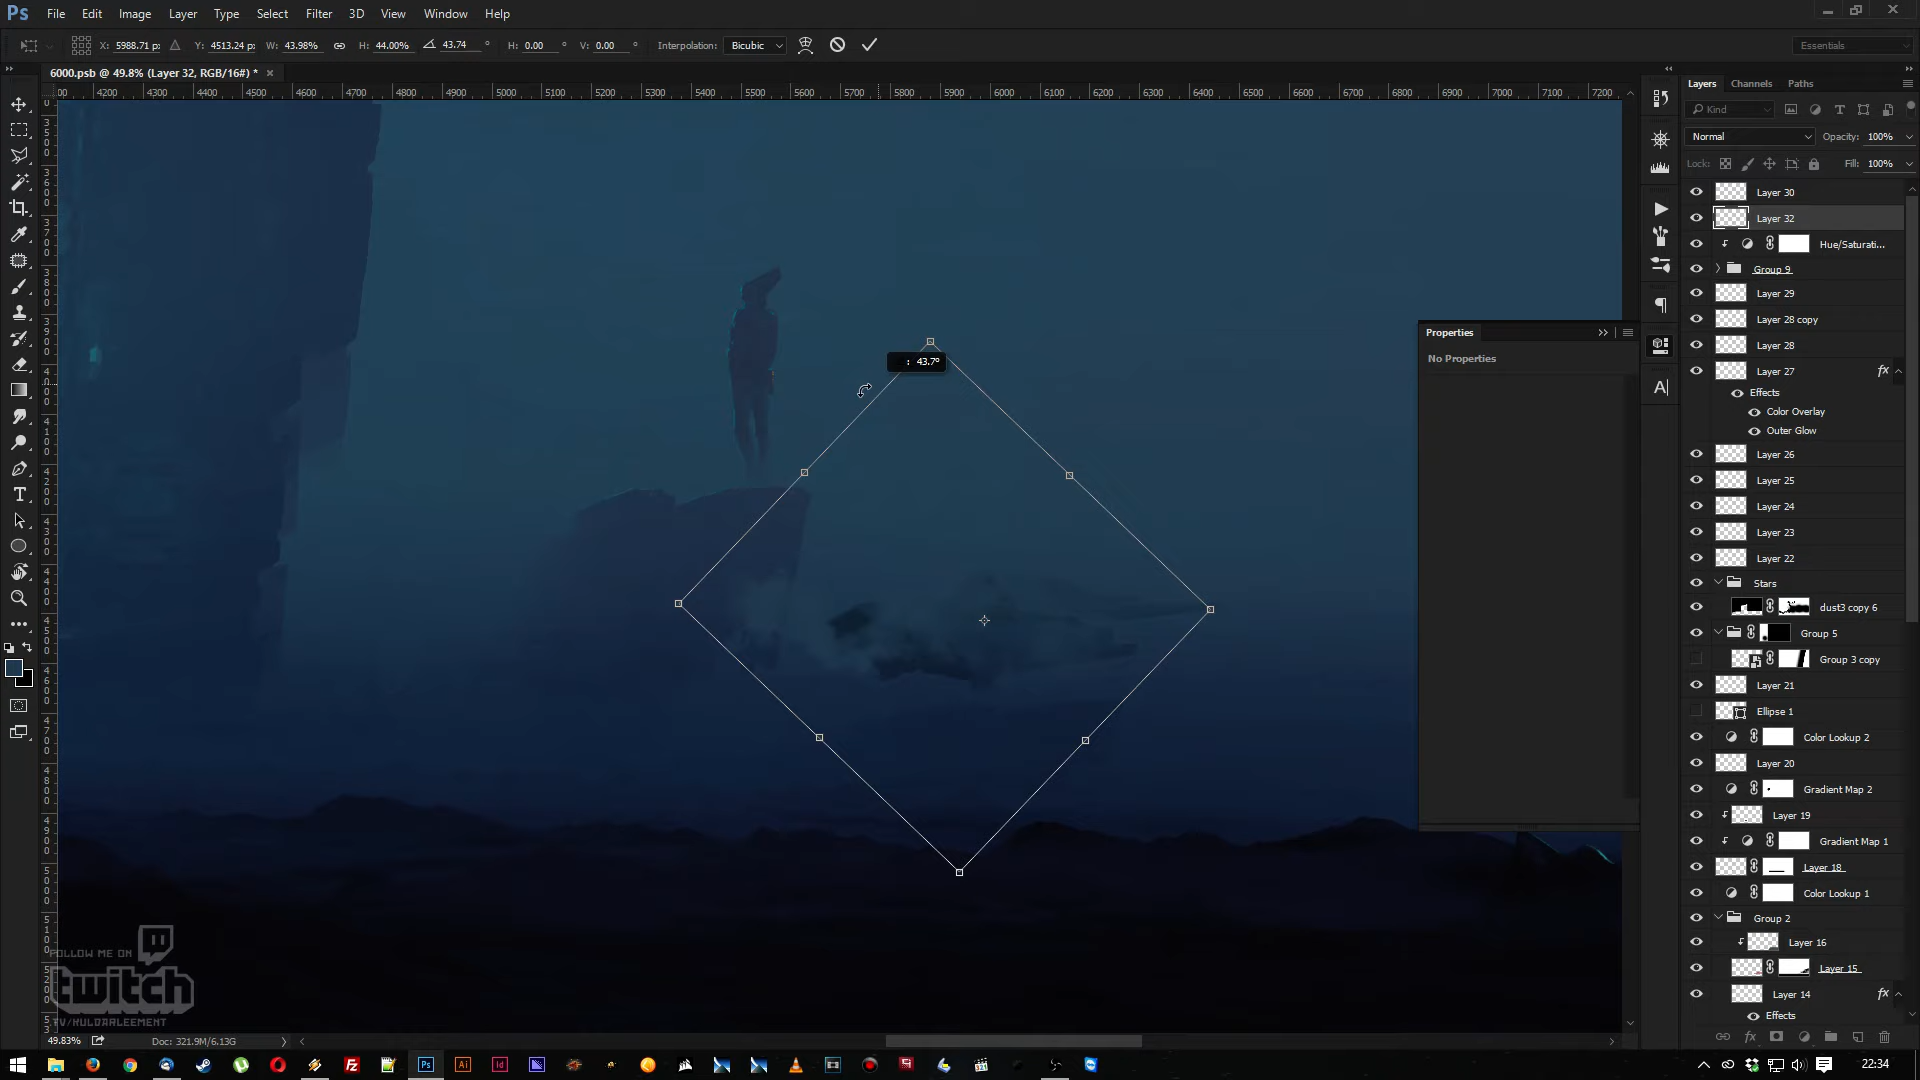 Ps File Edit Image Layer Type Select Filter 3D View Window Help
X: 5988.71 p: Y: 4513.24 p: W: 43.98% H: 44.00% 43.74 ° H: 0.00 ° V: 0.00 ° Interpolation: Bicubic Essentials
6000.psb @ 49.8% (Layer 32, RGB/16#) * ×
00 4200 4300 4400 4500 4600 4700 4800 4900 5000 5100 5200 5300 5400 5500 5600 5700 5800 5900 6000 6100 6200 6300 6400 6500 6600 6700 6800 6900 7000 7100 7200
Layers Channels Paths
Kind
Normal Opacity: 100%
Lock: Fill: 100%
Layer 30
Layer 32
Hue/Saturati...
Group 9
Layer 29
Layer 28 copy
Layer 28
Layer 27 fx
Effects
Color Overlay
Outer Glow
Layer 26
Layer 25
Layer 24
Layer 23
Layer 22
Stars
dust3 copy 6
Group 5
Group 3 copy
Layer 21
Ellipse 1
Color Lookup 2
Layer 20
Gradient Map 2
Layer 19
Gradient Map 1
Layer 18
Color Lookup 1
Group 2
Layer 16
Layer 15
Layer 14 fx
Effects
Properties
No Properties
: 43.7°
FOLLOW ME ON
twitch
TV/KULDARLEEMENT
49.83% Doc: 321.9M/6.13G
22:34